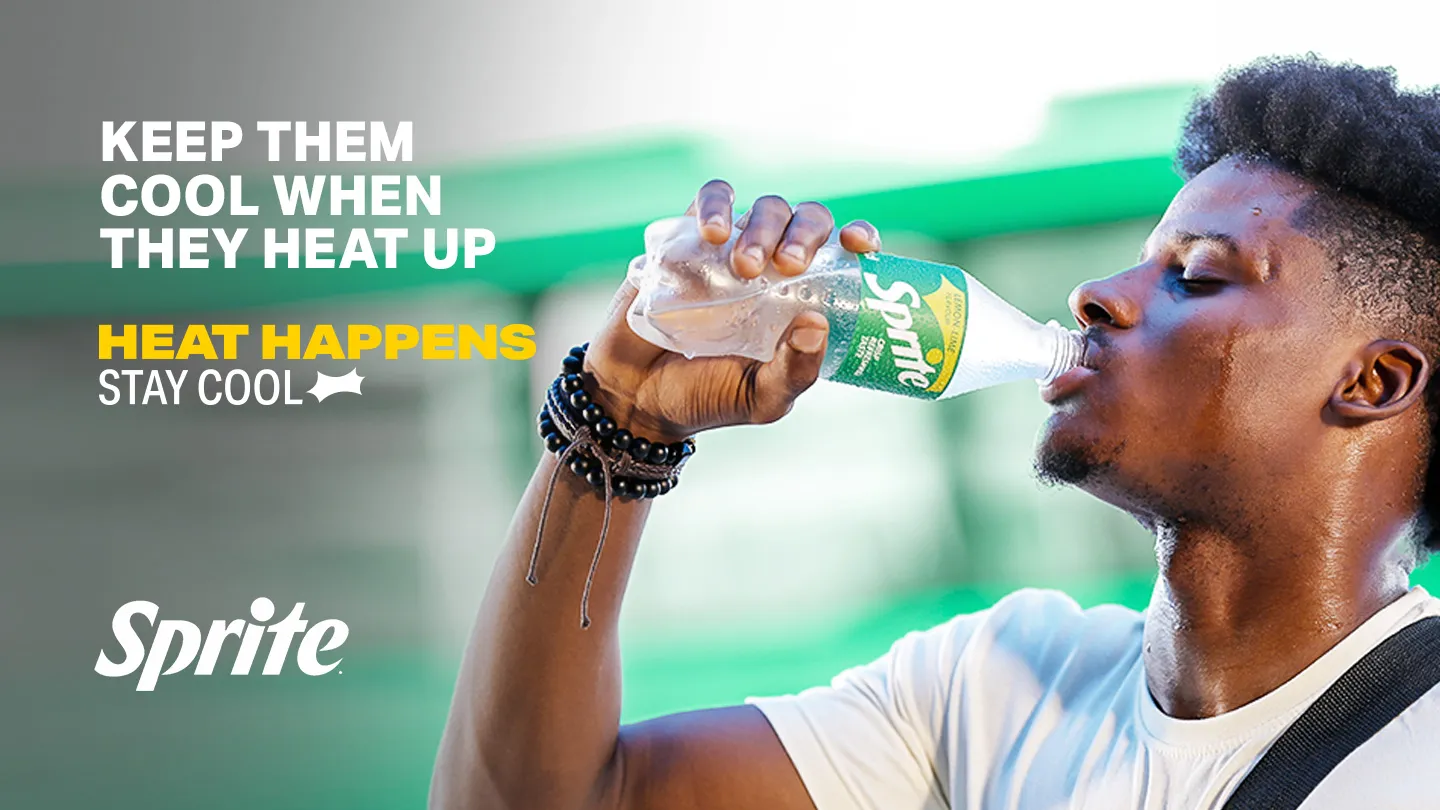 KEEP THEM
COOL WHEN
THEY HEAT UP
HEAT HAPPENS
STAY COOL
Sprite
LEMON-LIME
Sprite